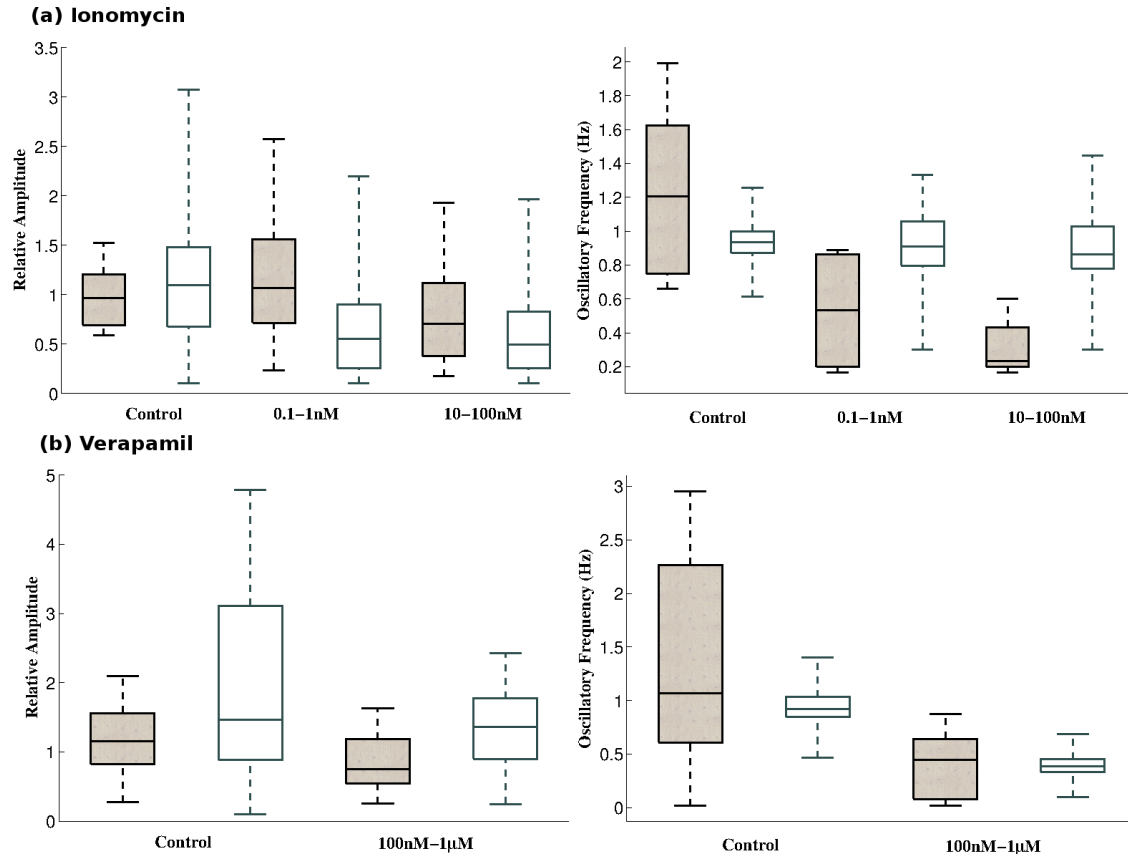 (a) Ionomycin
Relative Amplitude
3.5
3
2.5
2
1.5
1
0.5
0
Control
0.1–1nM
10–100nM
Oscillatory Frequency (Hz)
2
1.8
1.6
1.4
1.2
1
0.8
0.6
0.4
0.2
Control
0.1–1nM
10–100nM
(b) Verapamil
Relative Amplitude
5
4
3
2
1
0
Control
100nM–1μM
Oscillatory Frequency (Hz)
3
2.5
2
1.5
1
0.5
0
Control
100nM–1μM